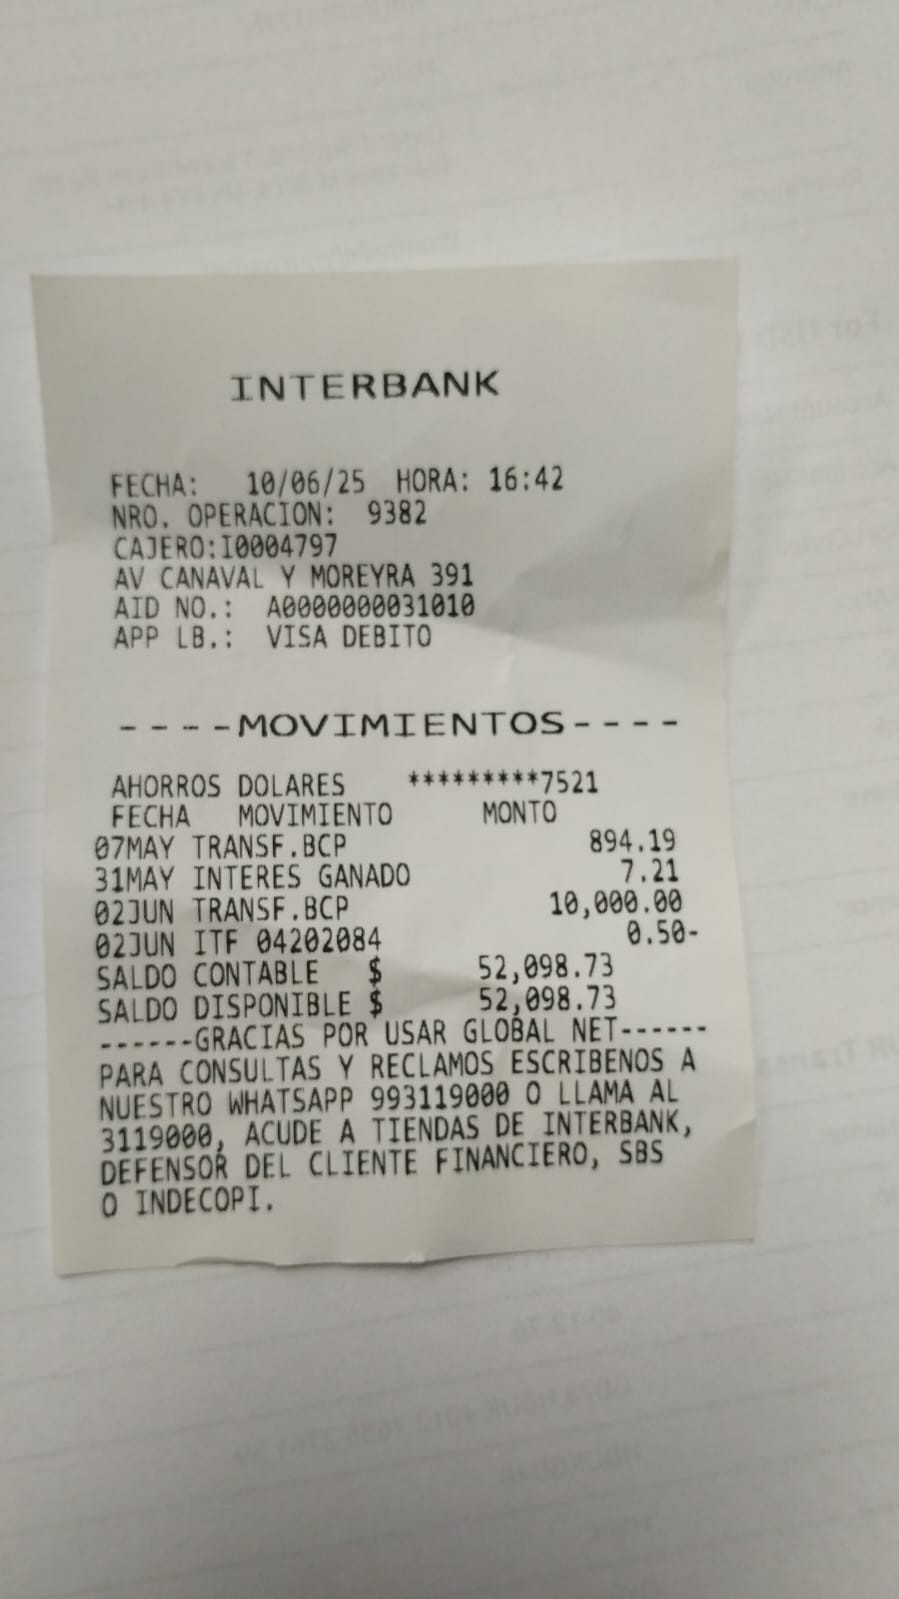 INTERBANK
FECHA: 10/06/25 HORA: 16:42
NRO. OPERACION: 9382
CAJERO:I0004797
AV CANAVAL Y MOREYRA 391
AID NO.: A0000000031010
APP LB.: VISA DEBITO
----MOVIMIENTOS----
AHORROS DOLARES *********7521
FECHA MOVIMIENTO MONTO
07MAY TRANSF.BCP 894.19
31MAY INTERES GANADO 7.21
02JUN TRANSF.BCP 10,000.00
02JUN ITF 04202084 0.50-
SALDO CONTABLE $ 52,098.73
SALDO DISPONIBLE $ 52,098.73
------GRACIAS POR USAR GLOBAL NET------
PARA CONSULTAS Y RECLAMOS ESCRIBENOS A
NUESTRO WHATSAPP 993119000 O LLAMA AL
3119000, ACUDE A TIENDAS DE INTERBANK,
DEFENSOR DEL CLIENTE FINANCIERO, SBS
O INDECOPI.